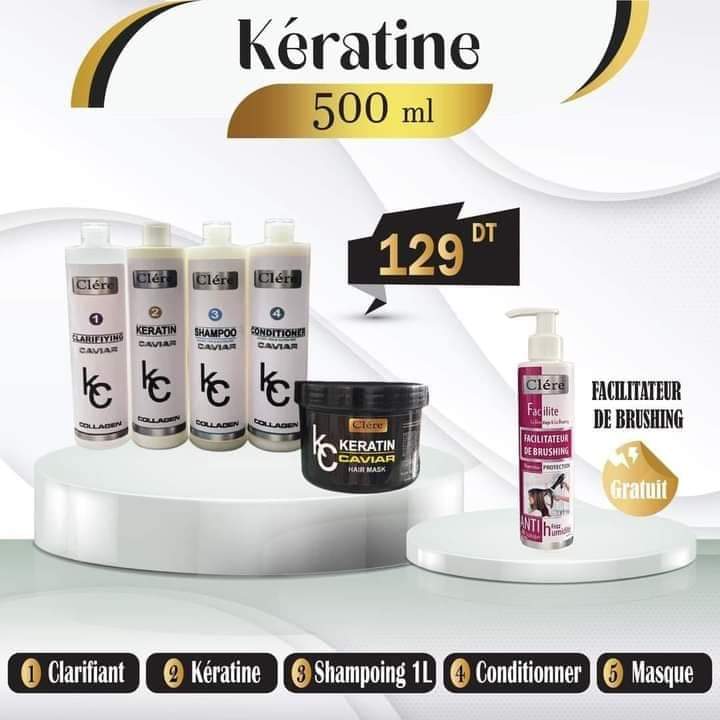 Kératine
500 ml
129 DT
Clére
1
CLARIFIYING
CAVIAR
KC
COLLAGEN
Clére
2
KERATIN
CAVIAR
KC
COLLAGEN
Clére
3
SHAMPOO
CAVIAR
KC
COLLAGEN
Clére
4
CONDITIONER
CAVIAR
KC
COLLAGEN
Clére
KC KERATIN
CAVIAR
HAIR MASK
Clére
Facilite
FACILITATEUR
DE BRUSHING
PROTECTION
ANTI
humidité
FACILITATEUR
DE BRUSHING
Gratuit
1 Clarifiant 2 Kératine 3 Shampoing 1L 4 Conditionner 5 Masque